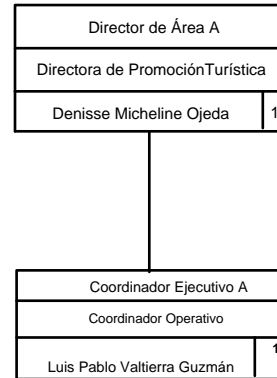 Director de Área A
Directora de PromociónTurística
Denisse Micheline Ojeda 1
Coordinador Ejecutivo A
Coordinador Operativo
1
Luis Pablo Valtierra Guzmán